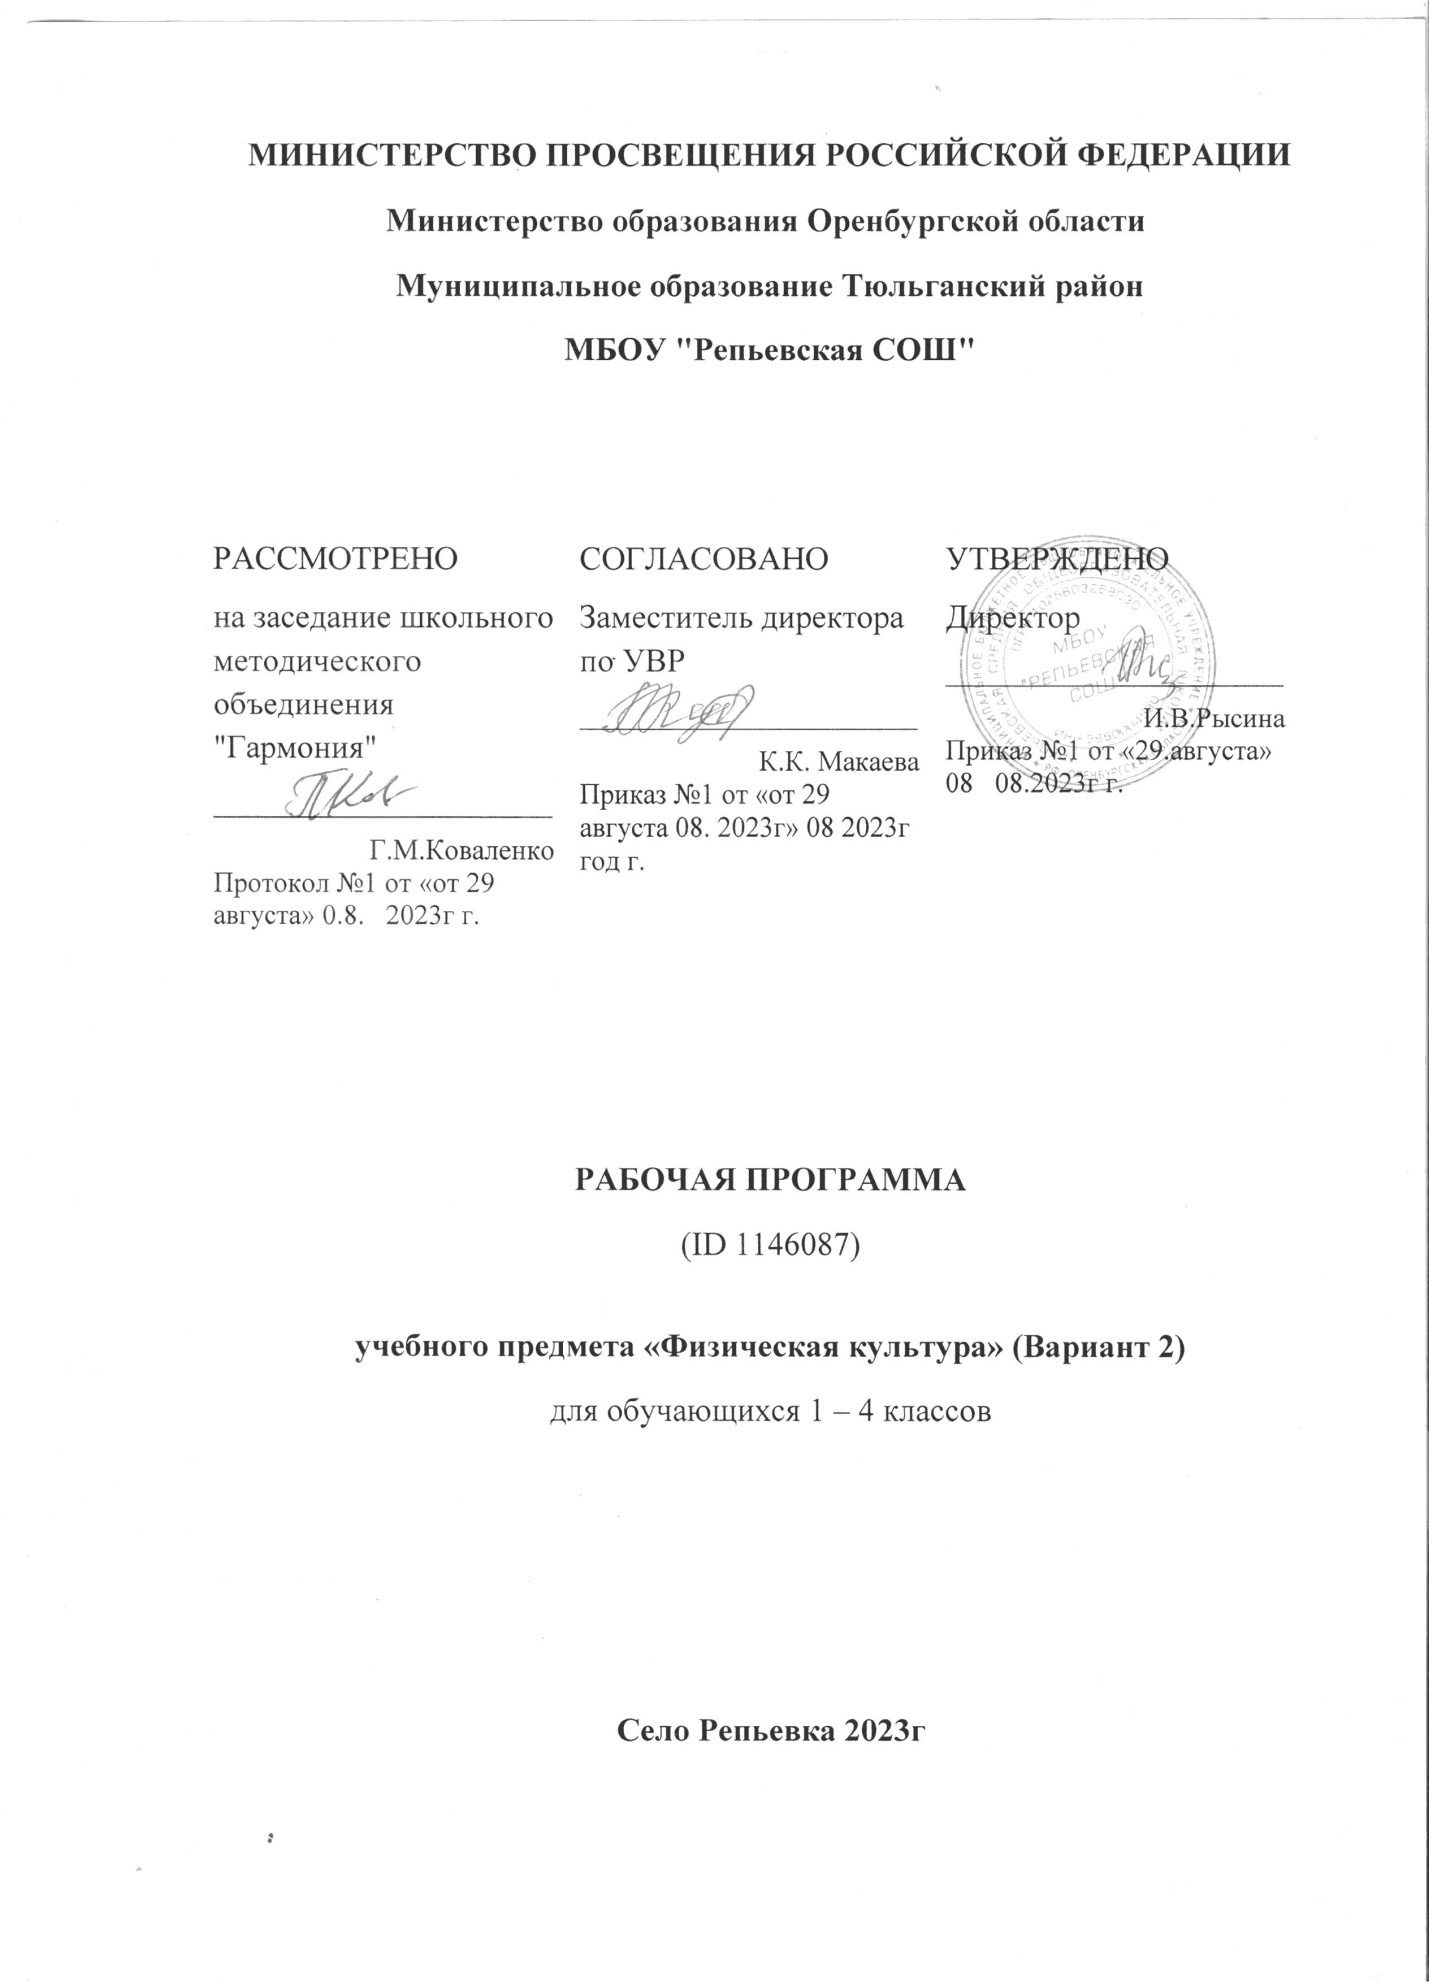 МИНИСТЕРСТВО ПРОСВЕЩЕНИЯ РОССИЙСКОЙ ФЕДЕРАЦИИ
Министерство образования Оренбургской области
Муниципальное образование Тюльганский район
МБОУ "Репьевская СОШ"
РАССМОТРЕНО
на заседание школьного
методического
объединения
"Гармония"
Г.М.Коваленко
Протокол №1 от «от 29
августа» 0.8. 2023г г.
СОГЛАСОВАНО
Заместитель директора
по УВР
К.К. Макаева
Приказ №1 от «от 29
августа 08. 2023г» 08 2023г
год г.
УТВЕРЖДЕНО
Директор
И.В.Рысина
Приказ №1 от «29.августа»
08 08.2023г г.
МБОУ
"РЕПЬЕВСКАЯ
СОШ"
РАБОЧАЯ ПРОГРАММА
(ID 1146087)
учебного предмета «Физическая культура» (Вариант 2)
для обучающихся 1 – 4 классов
Село Репьевка 2023г